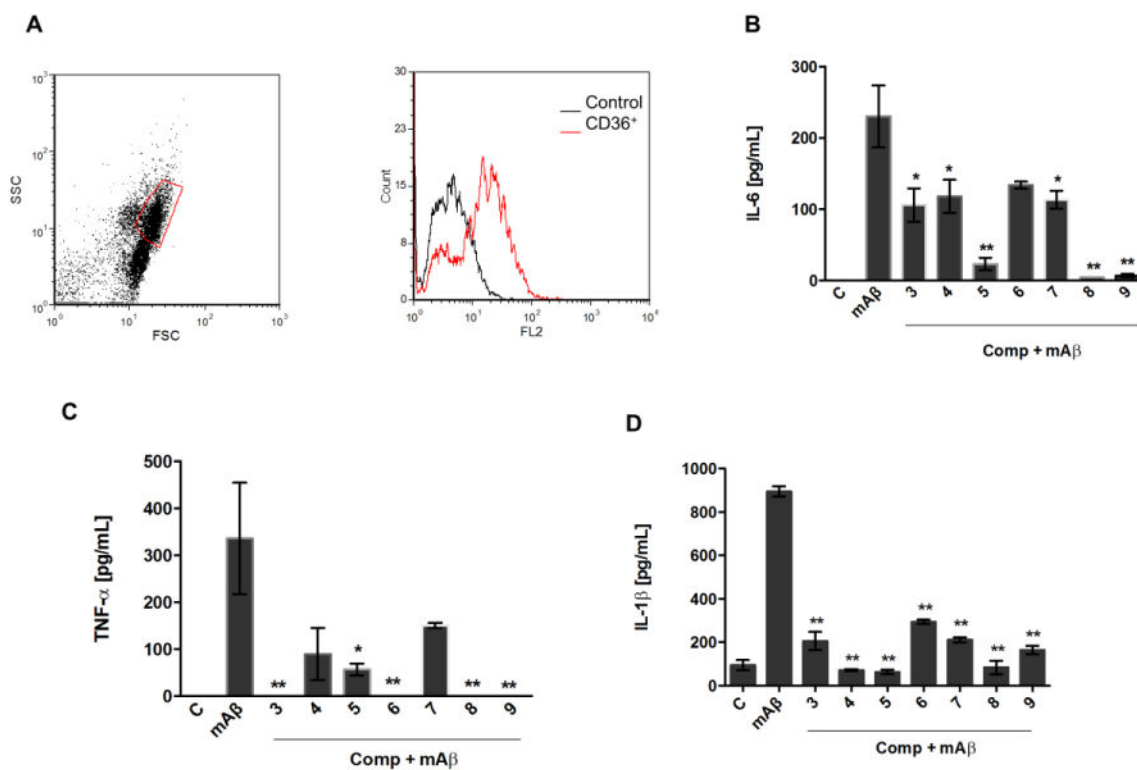 A
10³
10²
10¹
10⁰
SSC
10⁰ 10¹ 10² 10³
FSC
30
23
15
8
0
Count
Control
CD36⁺
10⁰ 10¹ 10² 10³ 10⁴
FL2
B
300
200
100
0
IL-6 [pg/mL]
* * ** * ** **
C mAβ 3 4 5 6 7 8 9
Comp + mAβ
C
500
400
300
200
100
0
TNF-α [pg/mL]
** * ** ** **
C mAβ 3 4 5 6 7 8 9
Comp + mAβ
D
1000
800
600
400
200
0
IL-1β [pg/mL]
** ** ** ** ** ** **
C mAβ 3 4 5 6 7 8 9
Comp + mAβ